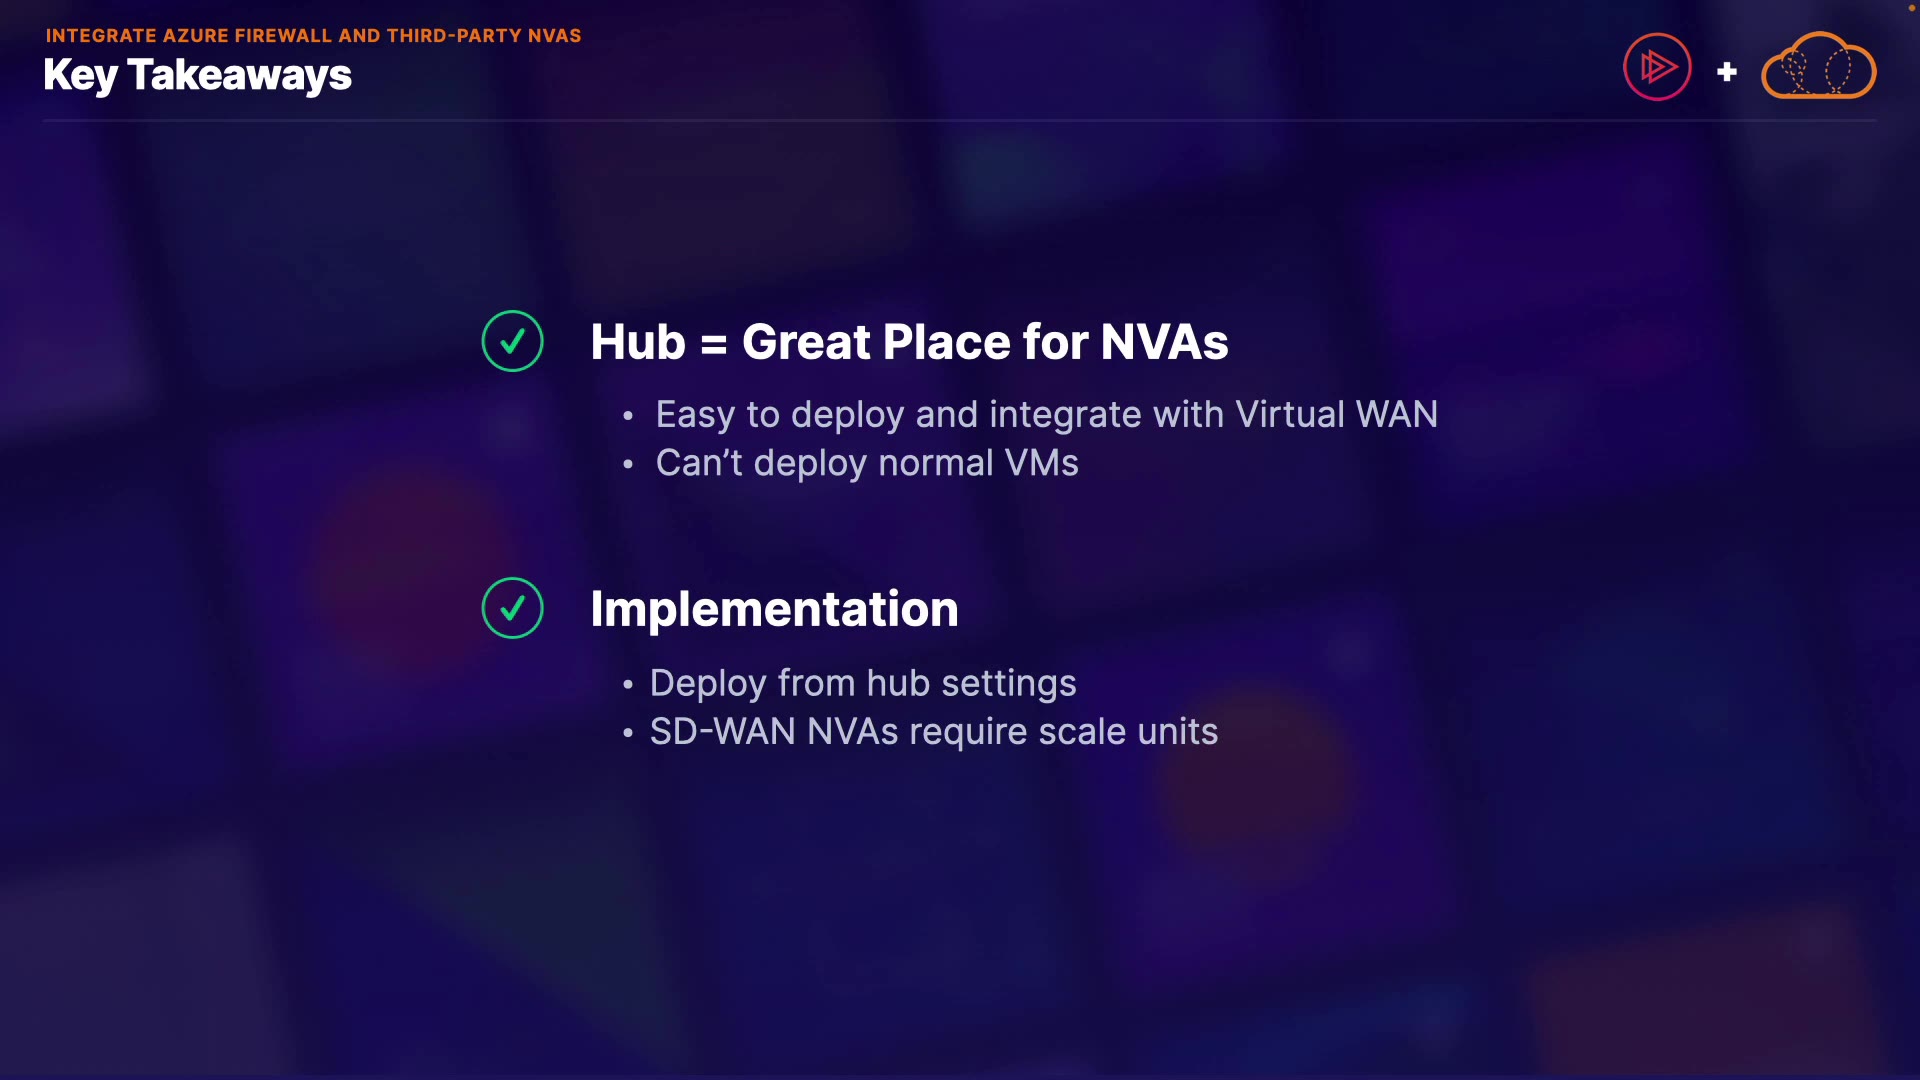 INTEGRATE AZURE FIREWALL AND THIRD-PARTY NVAS
Key Takeaways
Hub = Great Place for NVAs
• Easy to deploy and integrate with Virtual WAN
• Can’t deploy normal VMs
Implementation
• Deploy from hub settings
• SD-WAN NVAs require scale units